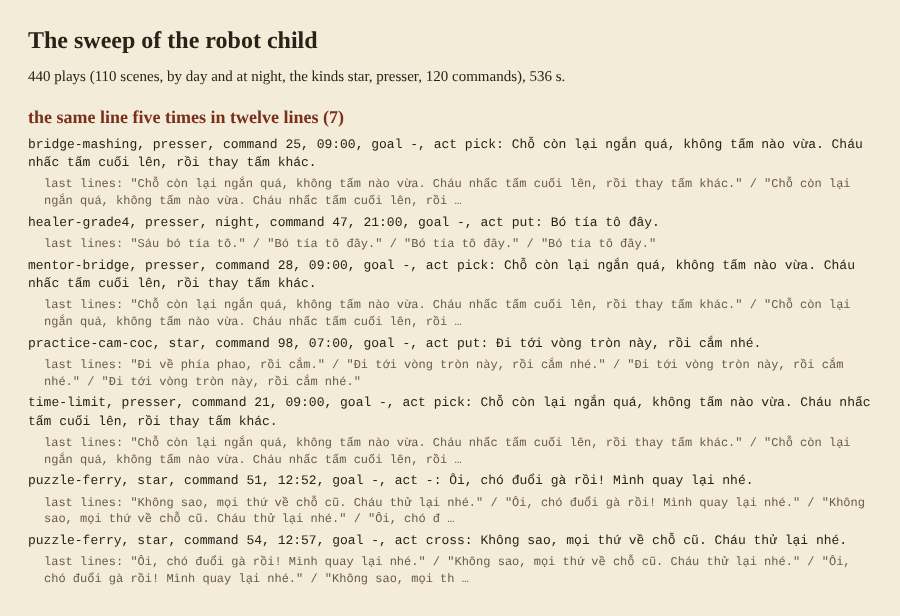 The sweep of the robot child
440 plays (110 scenes, by day and at night, the kinds star, presser, 120 commands), 536 s.
the same line five times in twelve lines (7)
bridge-mashing, presser, command 25, 09:00, goal -, act pick: Chỗ còn lại ngắn quá, không tấm nào vừa. Cháu
nhấc tấm cuối lên, rồi thay tấm khác.
last lines: "Chỗ còn lại ngắn quá, không tấm nào vừa. Cháu nhấc tấm cuối lên, rồi thay tấm khác." / "Chỗ còn lại
ngắn quá, không tấm nào vừa. Cháu nhấc tấm cuối lên, rồi …
healer-grade4, presser, night, command 47, 21:00, goal -, act put: Bó tía tô đây.
last lines: "Sáu bó tía tô." / "Bó tía tô đây." / "Bó tía tô đây." / "Bó tía tô đây."
mentor-bridge, presser, command 28, 09:00, goal -, act pick: Chỗ còn lại ngắn quá, không tấm nào vừa. Cháu
nhấc tấm cuối lên, rồi thay tấm khác.
last lines: "Chỗ còn lại ngắn quá, không tấm nào vừa. Cháu nhấc tấm cuối lên, rồi thay tấm khác." / "Chỗ còn lại
ngắn quá, không tấm nào vừa. Cháu nhấc tấm cuối lên, rồi …
practice-cam-coc, star, command 98, 07:00, goal -, act put: Đi tới vòng tròn này, rồi cắm nhé.
last lines: "Đi về phía phao, rồi cắm." / "Đi tới vòng tròn này, rồi cắm nhé." / "Đi tới vòng tròn này, rồi cắm
nhé." / "Đi tới vòng tròn này, rồi cắm nhé."
time-limit, presser, command 21, 09:00, goal -, act pick: Chỗ còn lại ngắn quá, không tấm nào vừa. Cháu nhấc
tấm cuối lên, rồi thay tấm khác.
last lines: "Chỗ còn lại ngắn quá, không tấm nào vừa. Cháu nhấc tấm cuối lên, rồi thay tấm khác." / "Chỗ còn lại
ngắn quá, không tấm nào vừa. Cháu nhấc tấm cuối lên, rồi …
puzzle-ferry, star, command 51, 12:52, goal -, act -: Ôi, chó đuổi gà rồi! Mình quay lại nhé.
last lines: "Không sao, mọi thứ về chỗ cũ. Cháu thử lại nhé." / "Ôi, chó đuổi gà rồi! Mình quay lại nhé." / "Không
sao, mọi thứ về chỗ cũ. Cháu thử lại nhé." / "Ôi, chó đ …
puzzle-ferry, star, command 54, 12:57, goal -, act cross: Không sao, mọi thứ về chỗ cũ. Cháu thử lại nhé.
last lines: "Ôi, chó đuổi gà rồi! Mình quay lại nhé." / "Không sao, mọi thứ về chỗ cũ. Cháu thử lại nhé." / "Ôi,
chó đuổi gà rồi! Mình quay lại nhé." / "Không sao, mọi th …